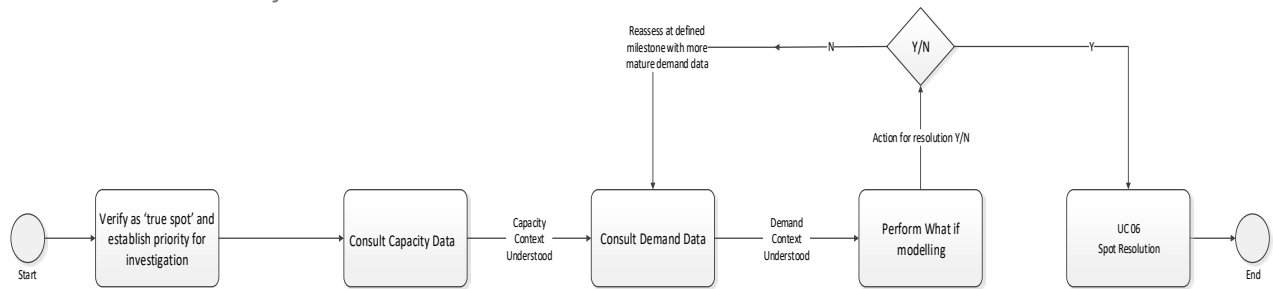 Reassess at defined
milestone with more
mature demand data
N
Y/N
Y
Action for resolution Y/N
Start
Verify as ‘true spot’ and
establish priority for
investigation
Consult Capacity Data
Capacity
Context
Understood
Consult Demand Data
Demand
Context
Understood
Perform What if
modelling
UC 06
Spot Resolution
End